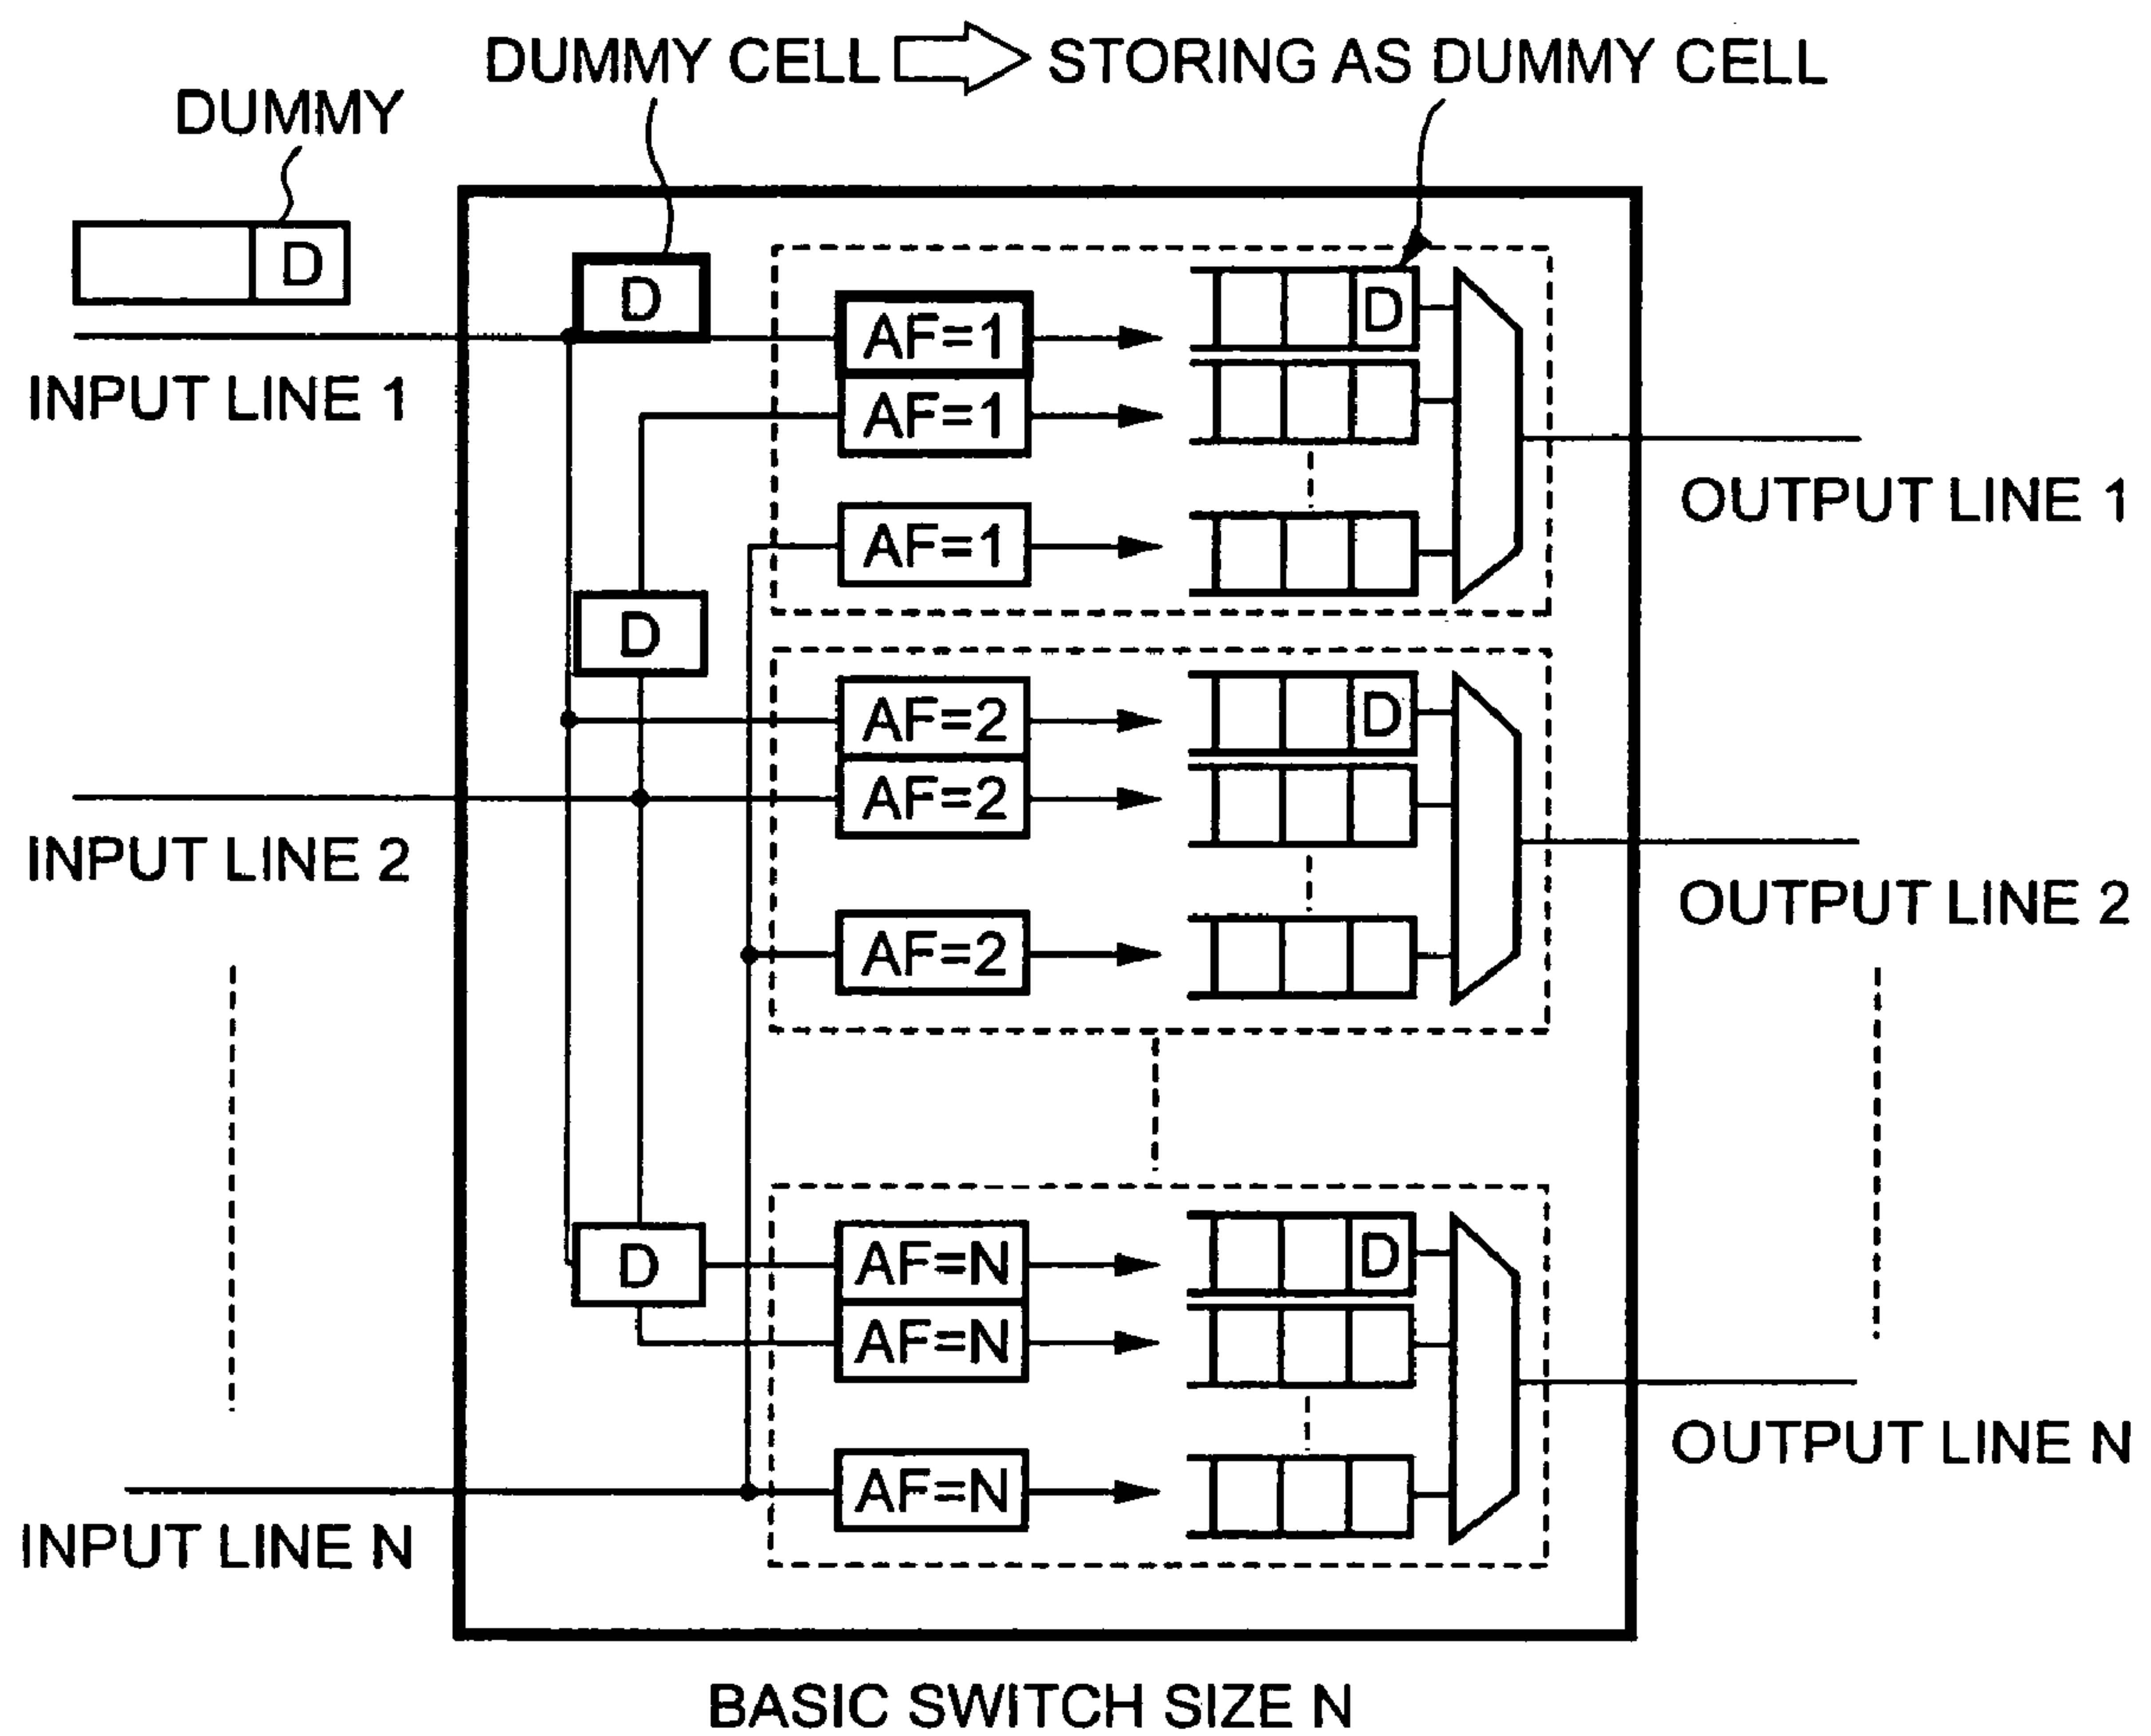 DUMMY CELL STORING AS DUMMY CELL
DUMMY
D
D
AF=1
D
INPUT LINE 1
AF=1
OUTPUT LINE 1
AF=1
D
AF=2
D
AF=2
INPUT LINE 2
OUTPUT LINE 2
AF=2
D
AF=N
D
AF=N
OUTPUT LINE N
AF=N
INPUT LINE N
BASIC SWITCH SIZE N